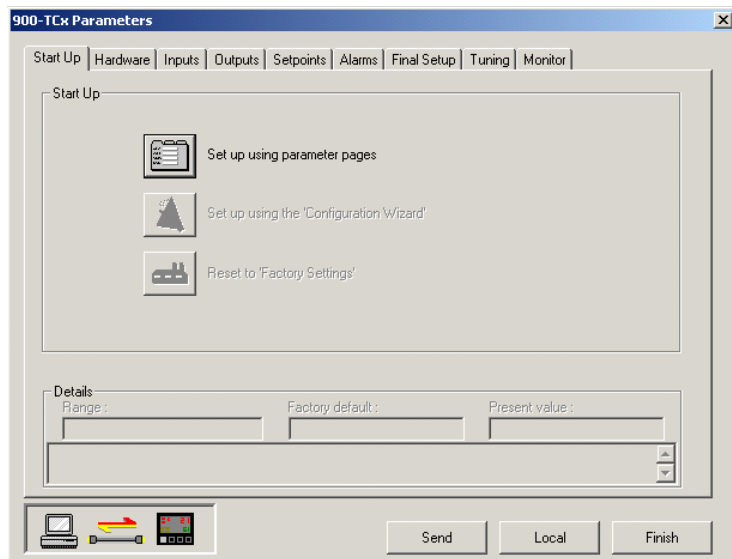 900-TCx Parameters
Start Up Hardware Inputs Outputs Setpoints Alarms Final Setup Tuning Monitor
Start Up
Set up using parameter pages
Set up using the 'Configuration Wizard'
Reset to 'Factory Settings'
Details
Range : Factory default : Present value :
Send Local Finish